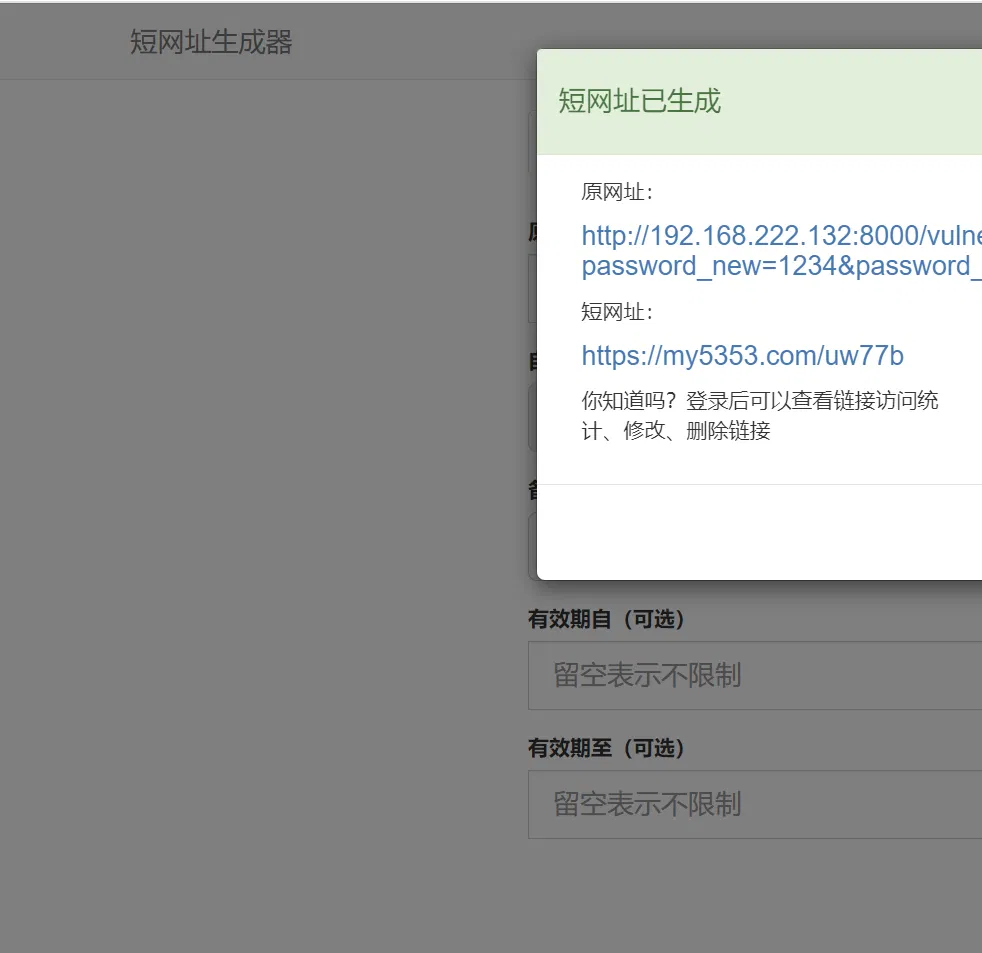 短网址生成器
短网址已生成
原网址：
http://192.168.222.132:8000/vulne
password_new=1234&password_
短网址：
https://my5353.com/uw77b
你知道吗？登录后可以查看链接访问统
计、修改、删除链接
有效期自（可选）
留空表示不限制
有效期至（可选）
留空表示不限制